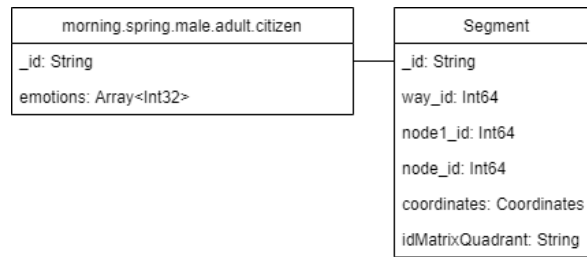 morning.spring.male.adult.citizen
_id: String
emotions: Array<Int32>
Segment
_id: String
way_id: Int64
node1_id: Int64
node_id: Int64
coordinates: Coordinates
idMatrixQuadrant: String